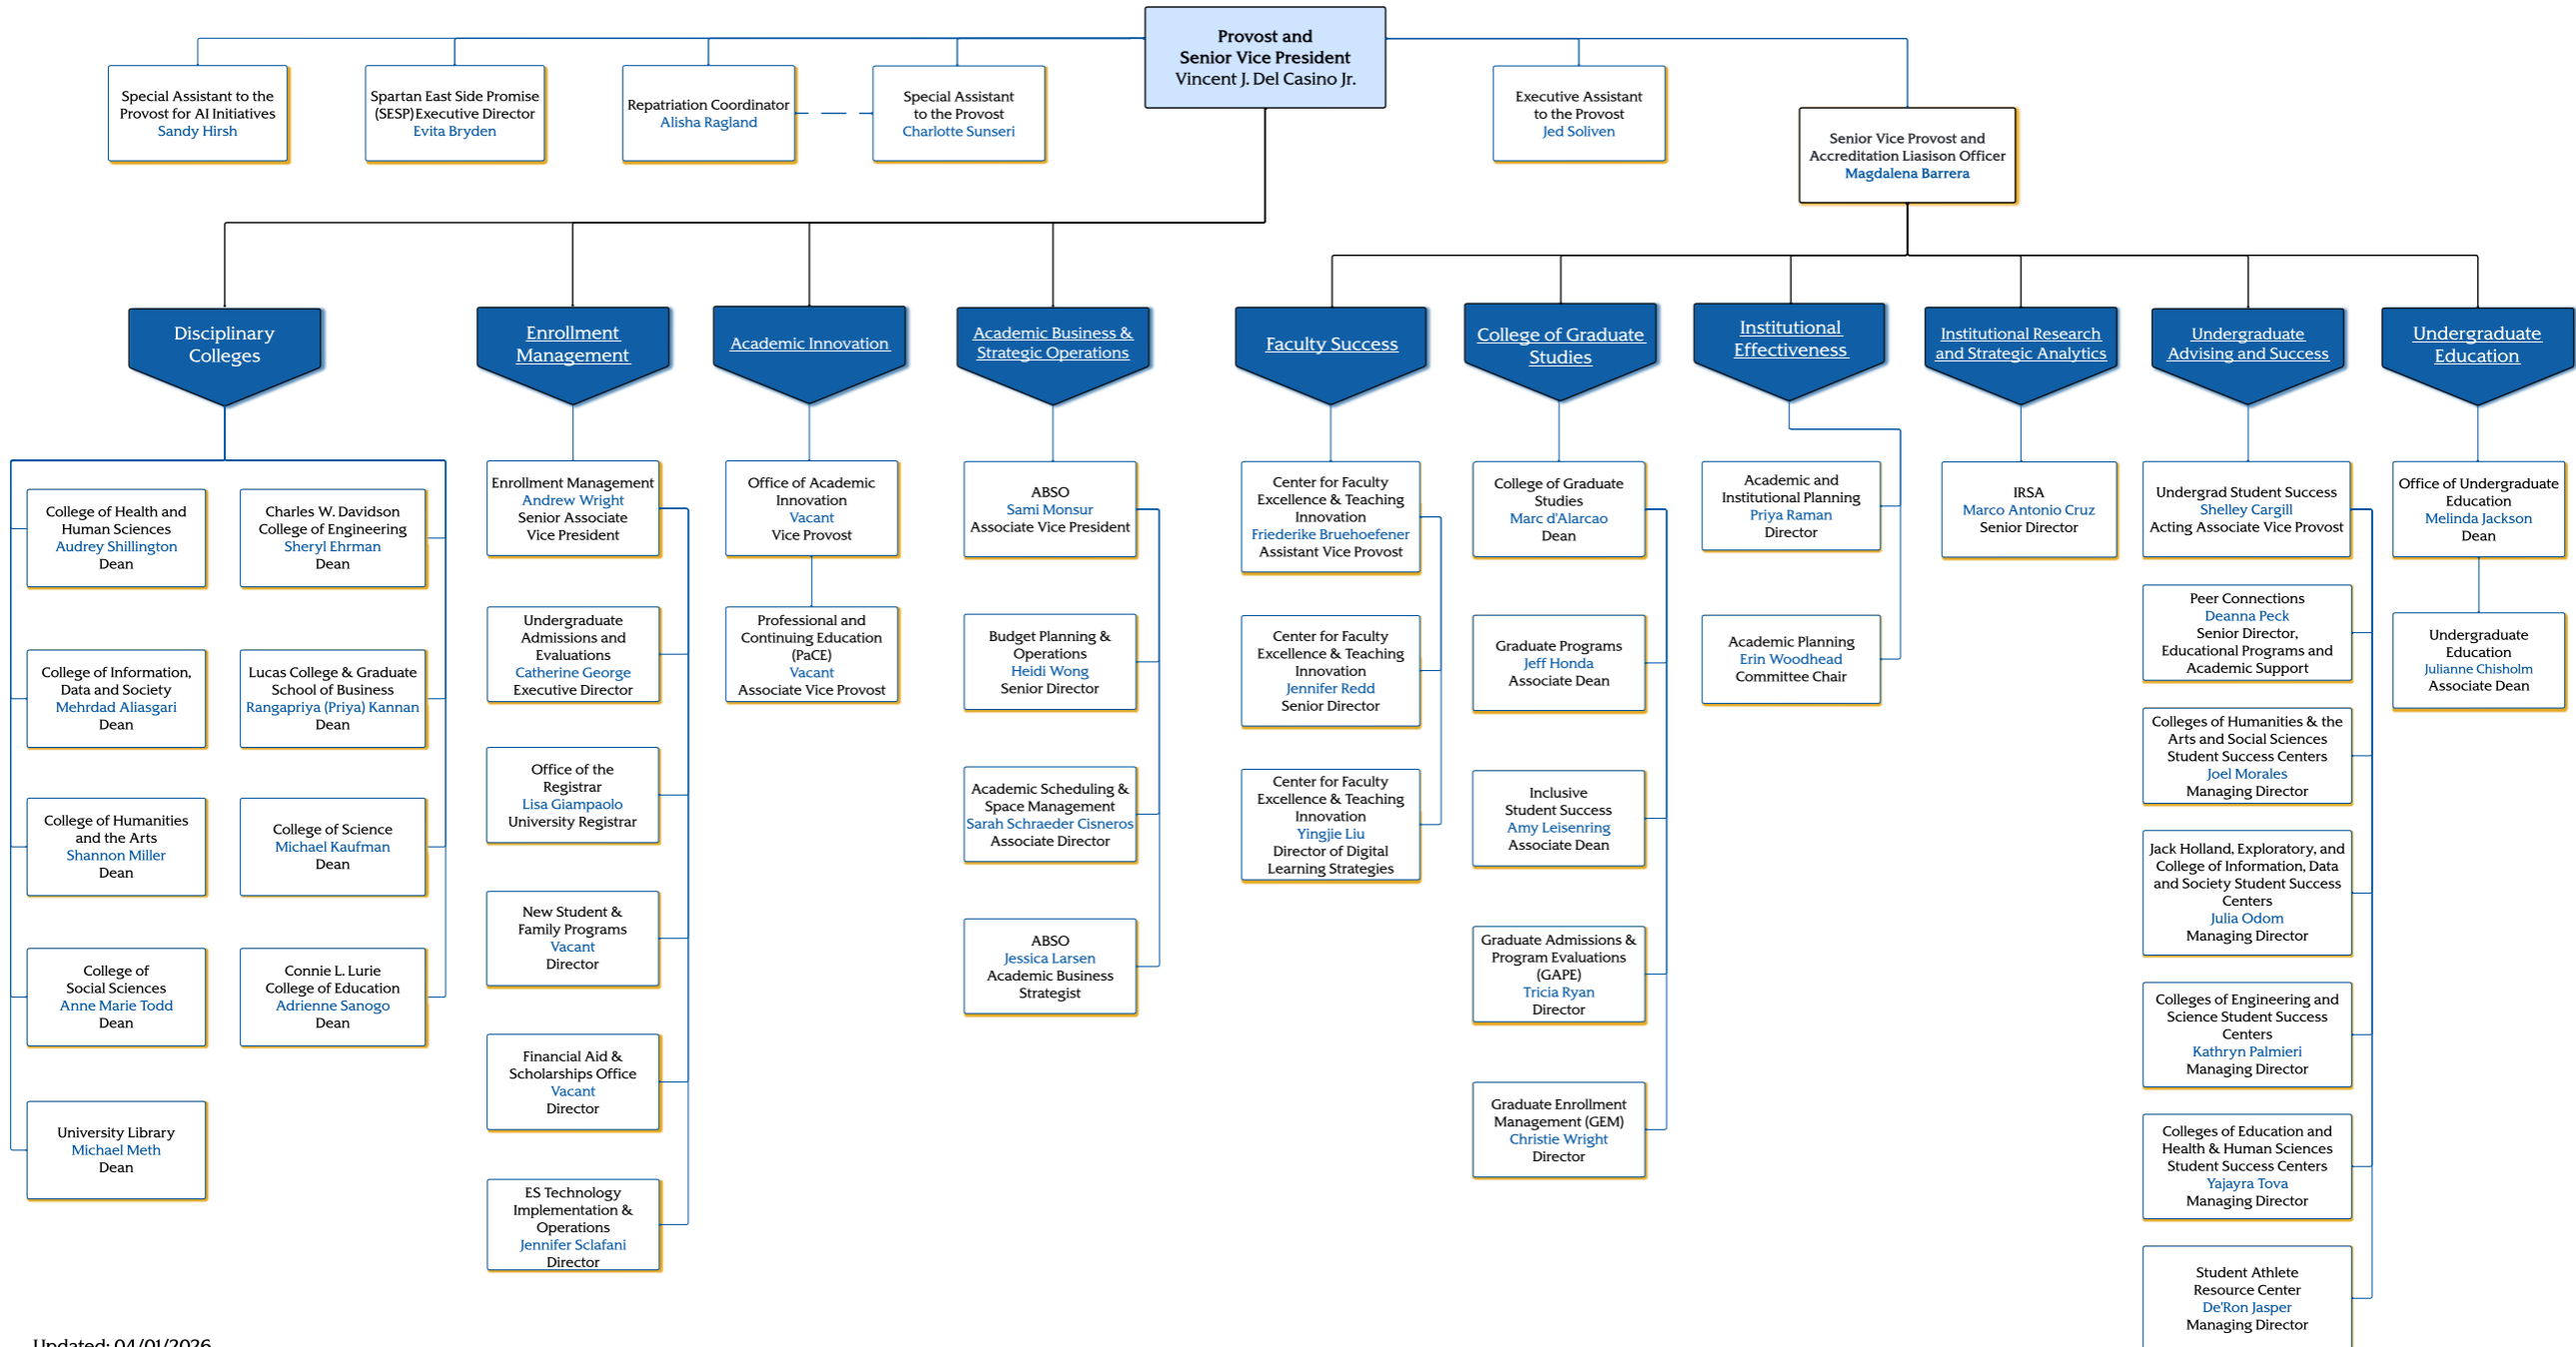 Provost and
Senior Vice President
Vincent J. Del Casino Jr.
Special Assistant to the
Provost for AI Initiatives
Sandy Hirsh
Spartan East Side Promise
(SESP) Executive Director
Evita Bryden
Repatriation Coordinator
Alisha Ragland
Special Assistant
to the Provost
Charlotte Sunseri
Executive Assistant
to the Provost
Jed Soliven
Senior Vice Provost and
Accreditation Liasison Officer
Magdalena Barrera
Disciplinary
Colleges
Enrollment
Management
Academic Innovation
Academic Business &
Strategic Operations
Faculty Success
College of Graduate
Studies
Institutional
Effectiveness
Institutional Research
and Strategic Analytics
Undergraduate
Advising and Success
Undergraduate
Education
College of Health and
Human Sciences
Audrey Shillington
Dean
Charles W. Davidson
College of Engineering
Sheryl Ehrman
Dean
College of Information,
Data and Society
Mehrdad Aliasgari
Dean
Lucas College & Graduate
School of Business
Rangapriya (Priya) Kannan
Dean
College of Humanities
and the Arts
Shannon Miller
Dean
College of Science
Michael Kaufman
Dean
College of
Social Sciences
Anne Marie Todd
Dean
Connie L. Lurie
College of Education
Adrienne Sanogo
Dean
University Library
Michael Meth
Dean
Enrollment Management
Andrew Wright
Senior Associate
Vice President
Undergraduate
Admissions and
Evaluations
Catherine George
Executive Director
Office of the
Registrar
Lisa Giampaolo
University Registrar
New Student &
Family Programs
Vacant
Director
Financial Aid &
Scholarships Office
Vacant
Director
ES Technology
Implementation &
Operations
Jennifer Sclafani
Director
Office of Academic
Innovation
Vacant
Vice Provost
Professional and
Continuing Education
(PaCE)
Vacant
Associate Vice Provost
ABSO
Sami Monsur
Associate Vice President
Budget Planning &
Operations
Heidi Wong
Senior Director
Academic Scheduling &
Space Management
Sarah Schraeder Cisneros
Associate Director
ABSO
Jessica Larsen
Academic Business
Strategist
Center for Faculty
Excellence & Teaching
Innovation
Friederike Bruehoefener
Assistant Vice Provost
Center for Faculty
Excellence & Teaching
Innovation
Jennifer Redd
Senior Director
Center for Faculty
Excellence & Teaching
Innovation
Yingjie Liu
Director of Digital
Learning Strategies
College of Graduate
Studies
Marc d'Alarcao
Dean
Graduate Programs
Jeff Honda
Associate Dean
Inclusive
Student Success
Amy Leisenring
Associate Dean
Graduate Admissions &
Program Evaluations
(GAPE)
Tricia Ryan
Director
Graduate Enrollment
Management (GEM)
Christie Wright
Director
Academic and
Institutional Planning
Priya Raman
Director
Academic Planning
Erin Woodhead
Committee Chair
IRSA
Marco Antonio Cruz
Senior Director
Undergrad Student Success
Shelley Cargill
Acting Associate Vice Provost
Peer Connections
Deanna Peck
Senior Director,
Educational Programs and
Academic Support
Colleges of Humanities & the
Arts and Social Sciences
Student Success Centers
Joel Morales
Managing Director
Jack Holland, Exploratory, and
College of Information, Data
and Society Student Success
Centers
Julia Odom
Managing Director
Colleges of Engineering and
Science Student Success
Centers
Kathryn Palmieri
Managing Director
Colleges of Education and
Health & Human Sciences
Student Success Centers
Yajayra Tova
Managing Director
Student Athlete
Resource Center
De'Ron Jasper
Managing Director
Office of Undergraduate
Education
Melinda Jackson
Dean
Undergraduate
Education
Julianne Chisholm
Associate Dean
Updated: 04/01/2026